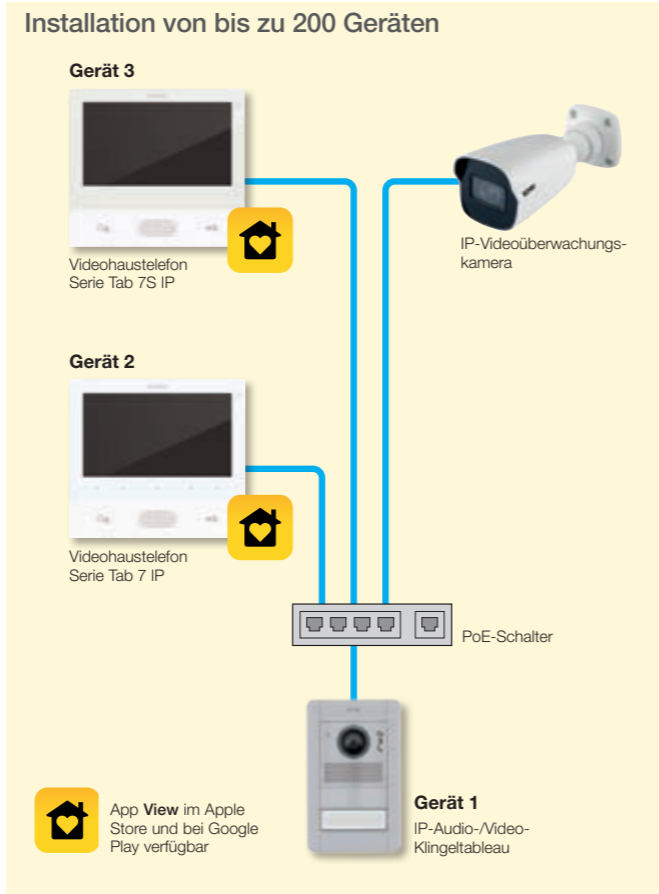 Installation von bis zu 200 Geräten
Gerät 3
Videohaustelefon
Serie Tab 7S IP
IP-Videoüberwachungs-
kamera
Gerät 2
Videohaustelefon
Serie Tab 7 IP
PoE-Schalter
Gerät 1
IP-Audio-/Video-
Klingeltableau
App View im Apple
Store und bei Google
Play verfügbar